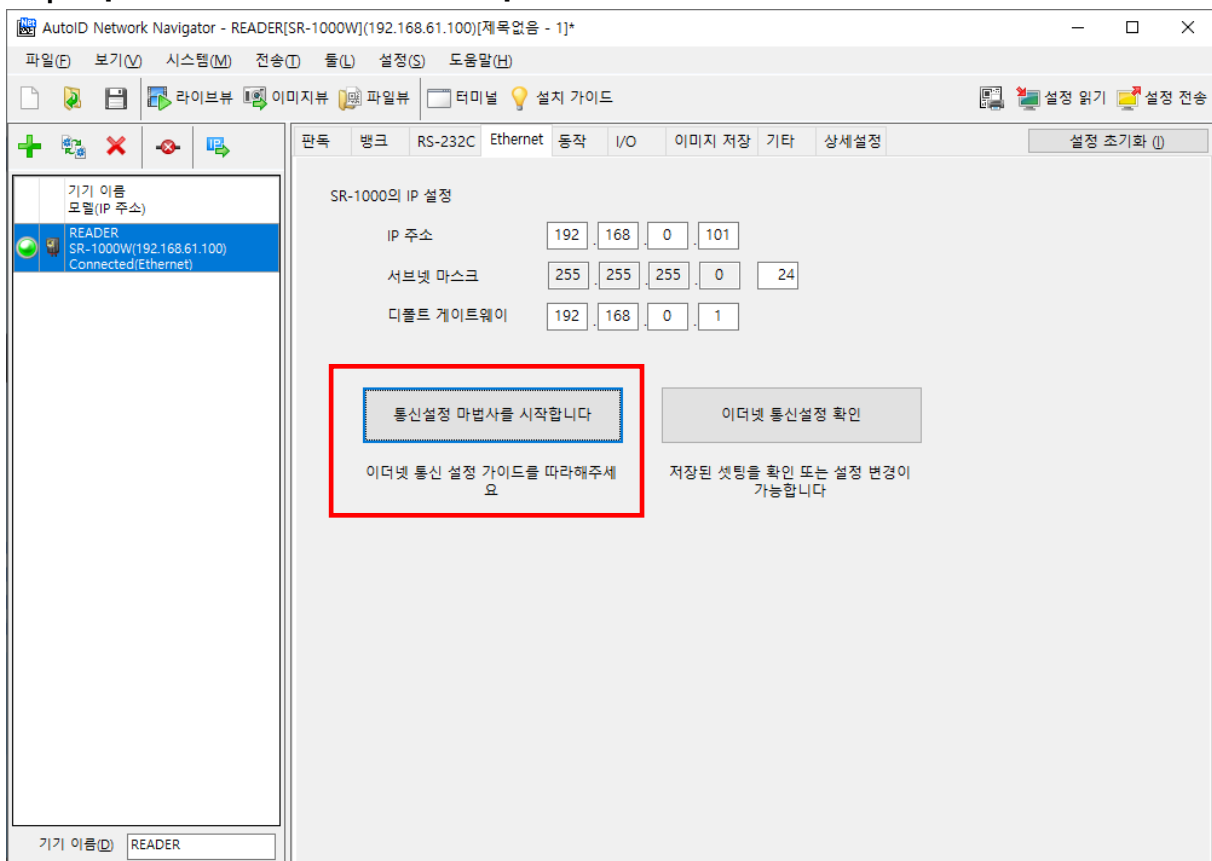 AutoID Network Navigator - READER[SR-1000W](192.168.61.100)[제목없음 - 1]*
파일(F) 보기(V) 시스템(M) 전송(T) 툴(L) 설정(S) 도움말(H)
라이브뷰 이미지뷰 파일뷰 터미널 설치 가이드 설정 읽기 설정 전송
판독 뱅크 RS-232C Ethernet 동작 I/O 이미지 저장 기타 상세설정 설정 초기화 (I)
기기 이름
모델(IP 주소)
READER
SR-1000W(192.168.61.100)
Connected(Ethernet)
SR-1000의 IP 설정
IP 주소 192 . 168 . 0 . 101
서브넷 마스크 255 . 255 . 255 . 0 24
디폴트 게이트웨이 192 . 168 . 0 . 1
통신설정 마법사를 시작합니다
이더넷 통신 설정 가이드를 따라해주세
요
이더넷 통신설정 확인
저장된 셋팅을 확인 또는 설정 변경이
가능합니다
기기 이름(D) READER